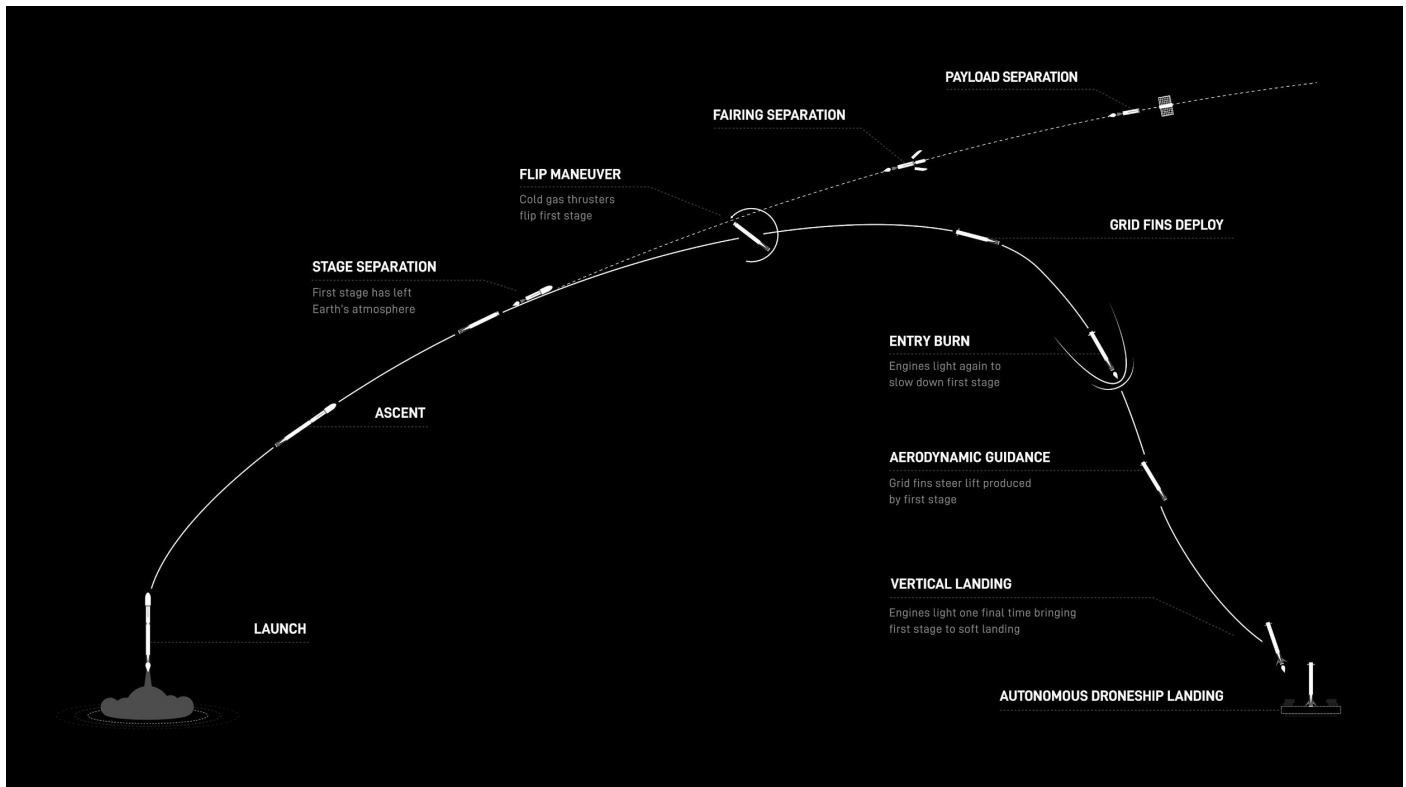 PAYLOAD SEPARATION
FAIRING SEPARATION
FLIP MANEUVER
Cold gas thrusters
flip first stage
GRID FINS DEPLOY
STAGE SEPARATION
First stage has left
Earth's atmosphere
ENTRY BURN
Engines light again to
slow down first stage
ASCENT
AERODYNAMIC GUIDANCE
Grid fins steer lift produced
by first stage
VERTICAL LANDING
Engines light one final time bringing
first stage to soft landing
LAUNCH
AUTONOMOUS DRONESHIP LANDING